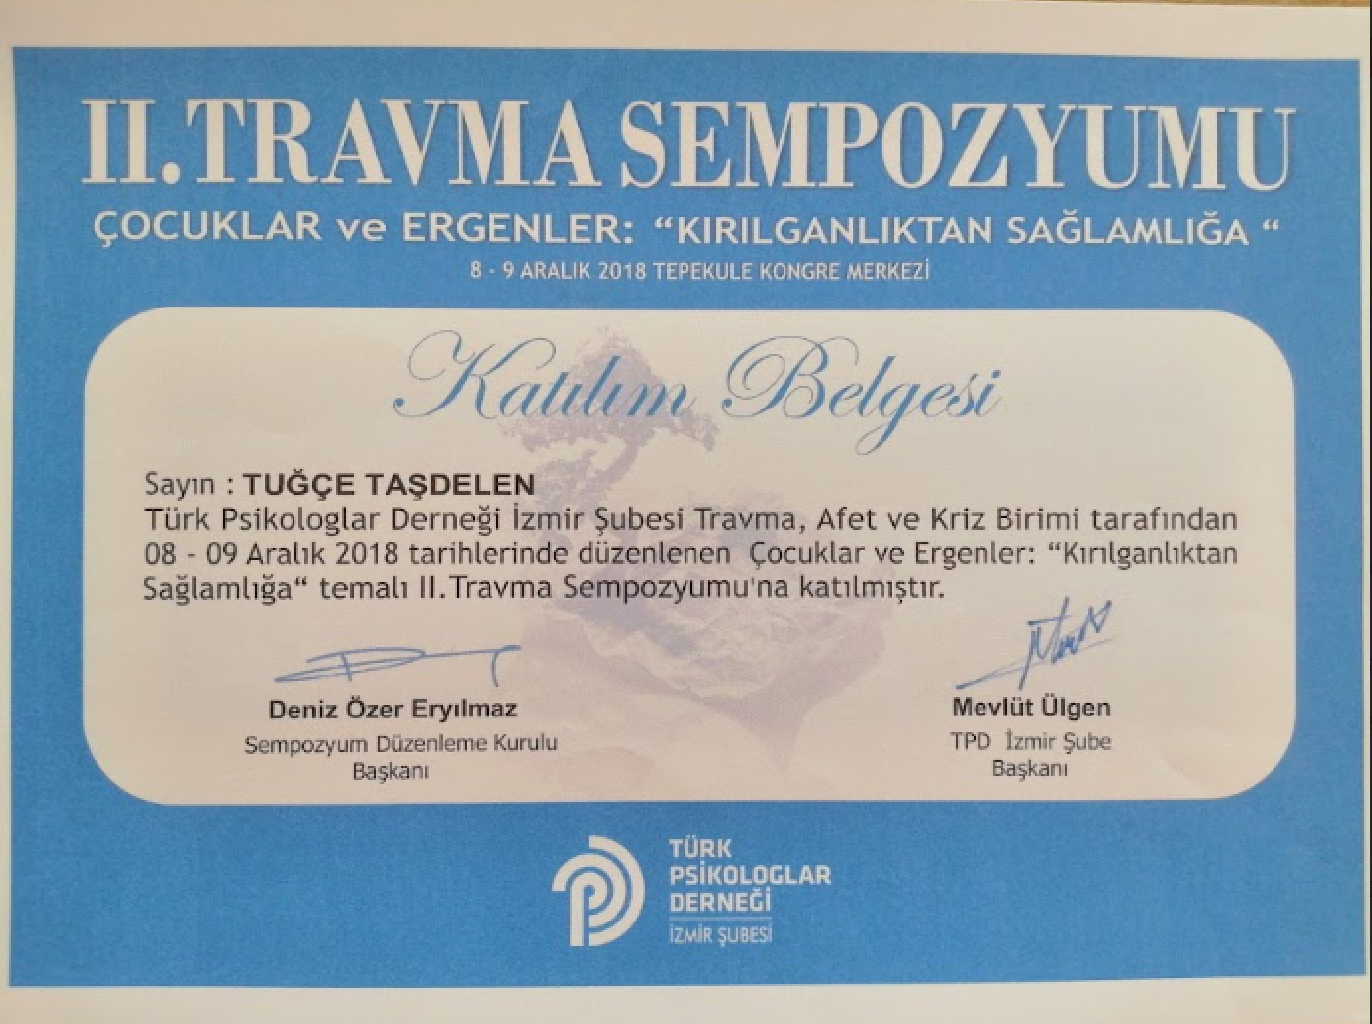 II.TRAVMA SEMPOZYUMU
ÇOCUKLAR ve ERGENLER: “KIRILGANLIKTAN SAĞLAMLIĞA “
8 - 9 ARALIK 2018 TEPEKULE KONGRE MERKEZİ
Katılım Belgesi
Sayın : TUĞÇE TAŞDELEN
Türk Psikologlar Derneği İzmir Şubesi Travma, Afet ve Kriz Birimi tarafından
08 - 09 Aralık 2018 tarihlerinde düzenlenen Çocuklar ve Ergenler: “Kırılganlıktan
Sağlamlığa“ temalı II.Travma Sempozyumu'na katılmıştır.
Deniz Özer Eryılmaz
Sempozyum Düzenleme Kurulu
Başkanı
Mevlüt Ülgen
TPD İzmir Şube
Başkanı
TÜRK
PSİKOLOGLAR
DERNEĞİ
İZMİR ŞUBESİ